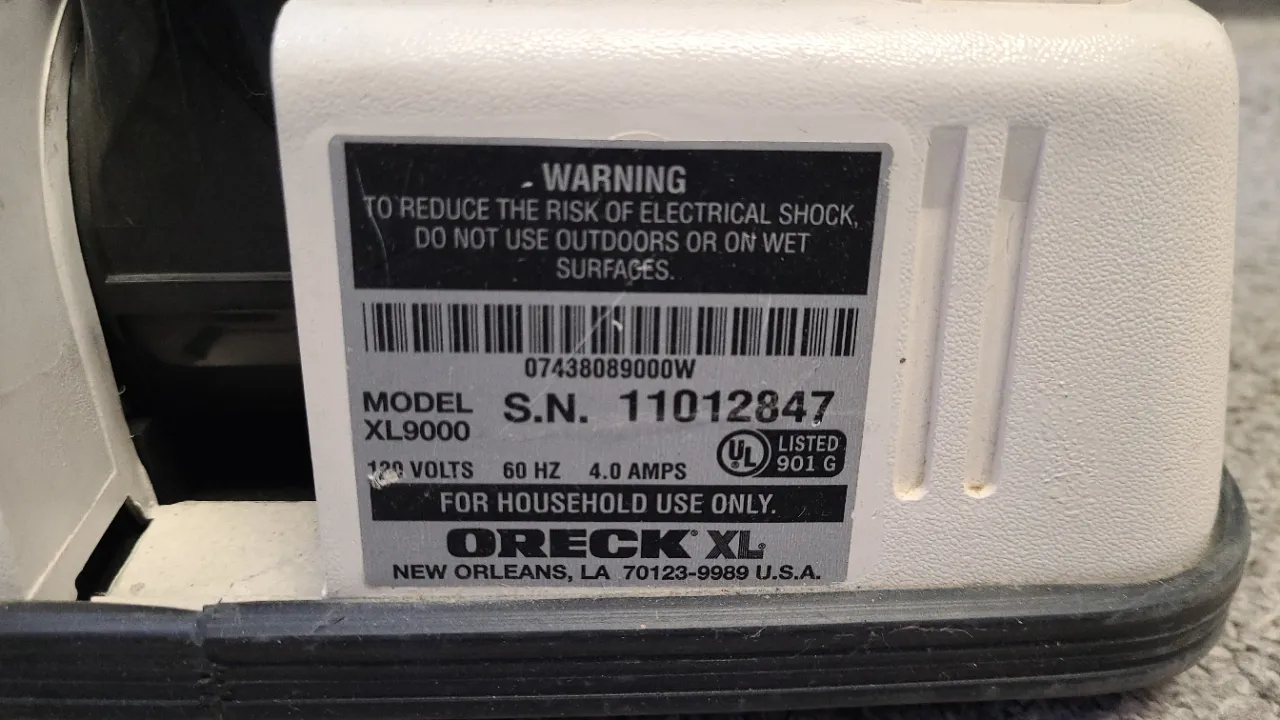 WARNING
TO REDUCE THE RISK OF ELECTRICAL SHOCK,
DO NOT USE OUTDOORS OR ON WET
SURFACES.
07438089000W
MODEL
XL9000
S.N. 11012847
UL LISTED
901 G
120 VOLTS 60 HZ 4.0 AMPS
FOR HOUSEHOLD USE ONLY.
ORECK® XL®
NEW ORLEANS, LA 70123-9989 U.S.A.